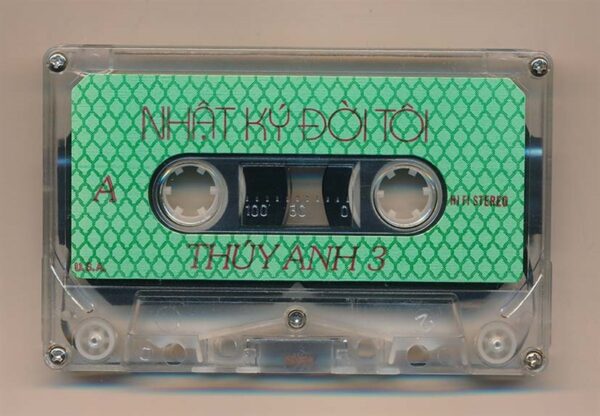 NHẬT KÝ ĐỜI TÔI
A
100 50 0
HI FI STEREO
THÚY ANH 3
U.S.A.